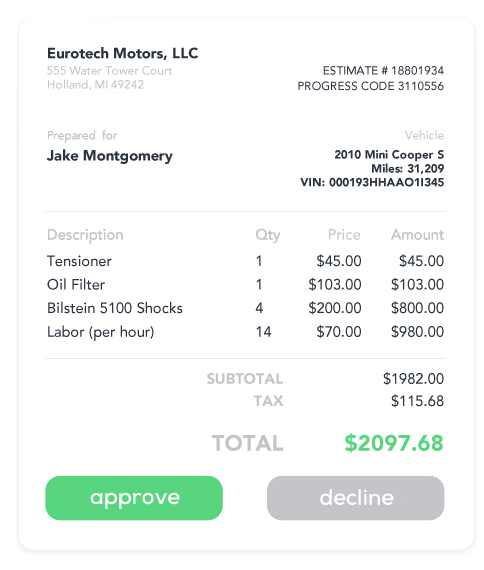 Eurotech Motors, LLC
555 Water Tower Court
Holland, MI 49242
ESTIMATE # 18801934
PROGRESS CODE 3110556
Prepared for
Jake Montgomery
Vehicle
2010 Mini Cooper S
Miles: 31,209
VIN: 000193HHAAO1I345
Description Qty Price Amount
Tensioner 1 $45.00 $45.00
Oil Filter 1 $103.00 $103.00
Bilstein 5100 Shocks 4 $200.00 $800.00
Labor (per hour) 14 $70.00 $980.00
SUBTOTAL $1982.00
TAX $115.68
TOTAL $2097.68
approve decline